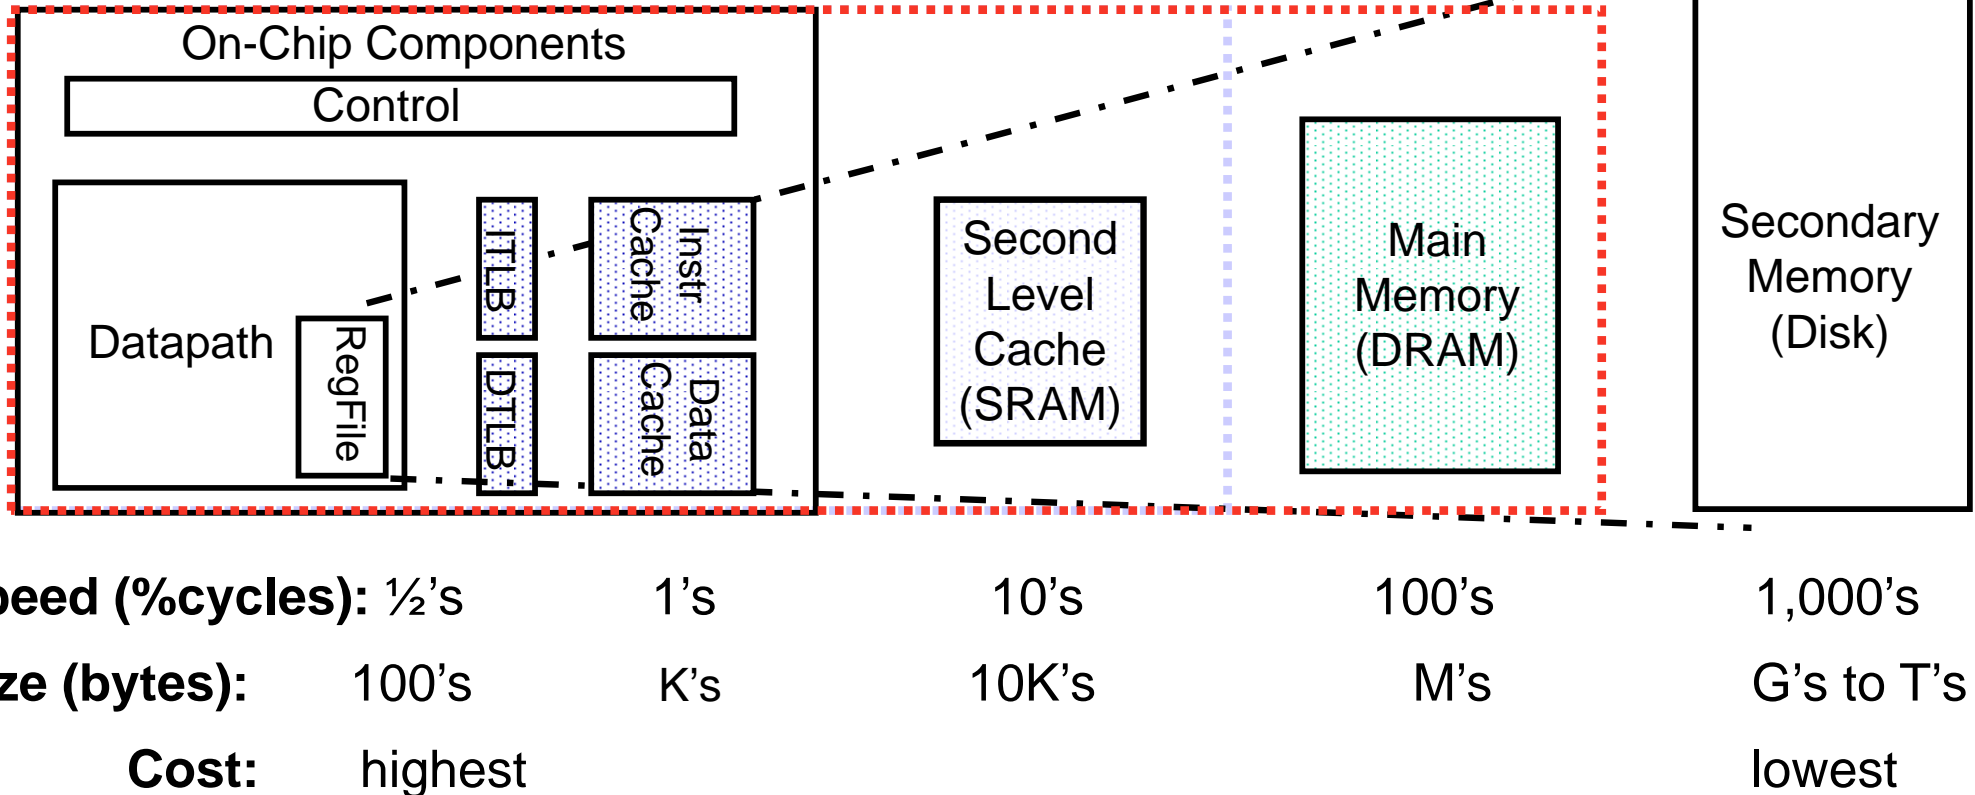 On-Chip Components
Control
Datapath
RegFile
ITLB
DTLB
Instr
Cache
Data
Cache
Second
Level
Cache
(SRAM)
Main
Memory
(DRAM)
Secondary
Memory
(Disk)
peed (%cycles): ½’s 1’s 10’s 100’s 1,000’s
ze (bytes): 100’s K’s 10K’s M’s G’s to T’s
Cost: highest lowest